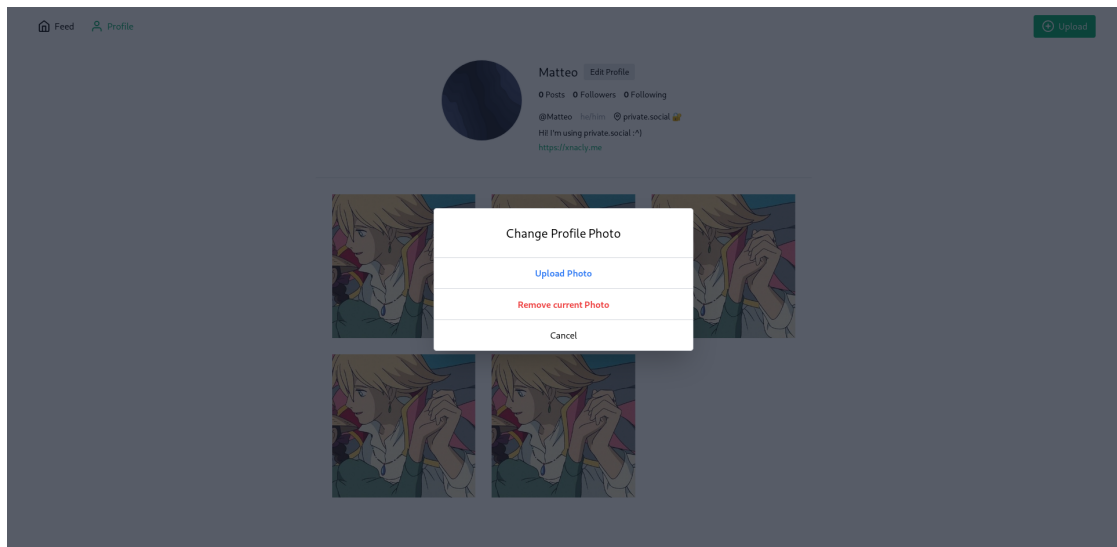 Feed Profile Upload
Matteo Edit Profile
0 Posts 0 Followers 0 Following
@Matteo he/him private.social 🔐
Hi! I'm using private.social :^)
https://xnacly.me
Change Profile Photo
Upload Photo
Remove current Photo
Cancel